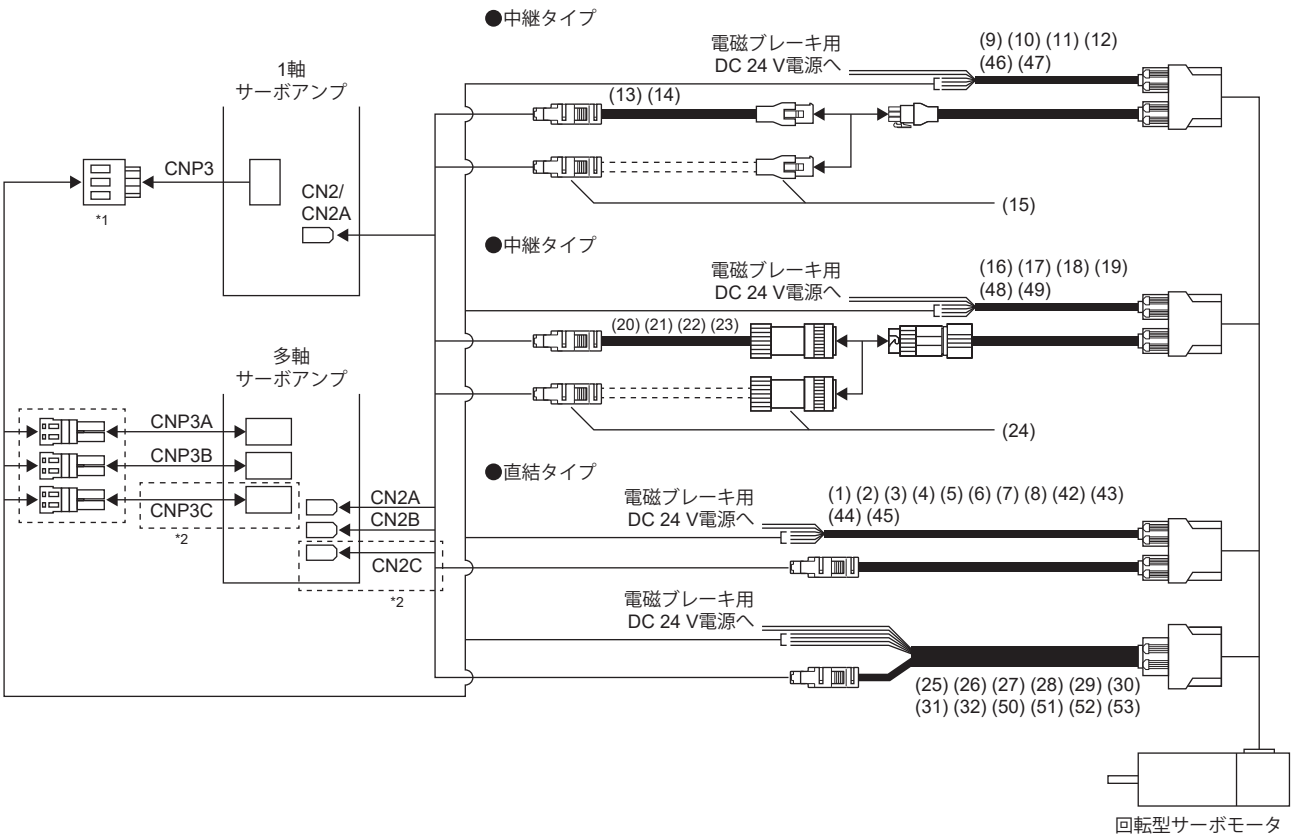 ●中継タイプ
電磁ブレーキ用
DC 24 V電源へ
(9) (10) (11) (12)
(46) (47)
(13) (14)
(15)
1軸
サーボアンプ
CNP3
*1
CN2/
CN2A
●中継タイプ
電磁ブレーキ用
DC 24 V電源へ
(16) (17) (18) (19)
(48) (49)
(20) (21) (22) (23)
(24)
多軸
サーボアンプ
CNP3A
CNP3B
CNP3C
*2
CN2A
CN2B
CN2C
*2
●直結タイプ
電磁ブレーキ用
DC 24 V電源へ
(1) (2) (3) (4) (5) (6) (7) (8) (42) (43)
(44) (45)
電磁ブレーキ用
DC 24 V電源へ
(25) (26) (27) (28) (29) (30)
(31) (32) (50) (51) (52) (53)
回転型サーボモータ